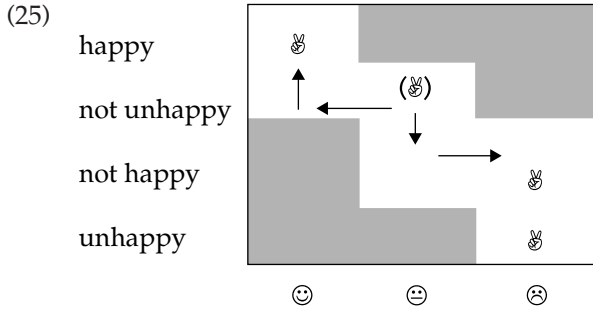 (25)
happy ✌
(✌)
not unhappy
not happy ✌
unhappy ✌
☺ 😐 ☹